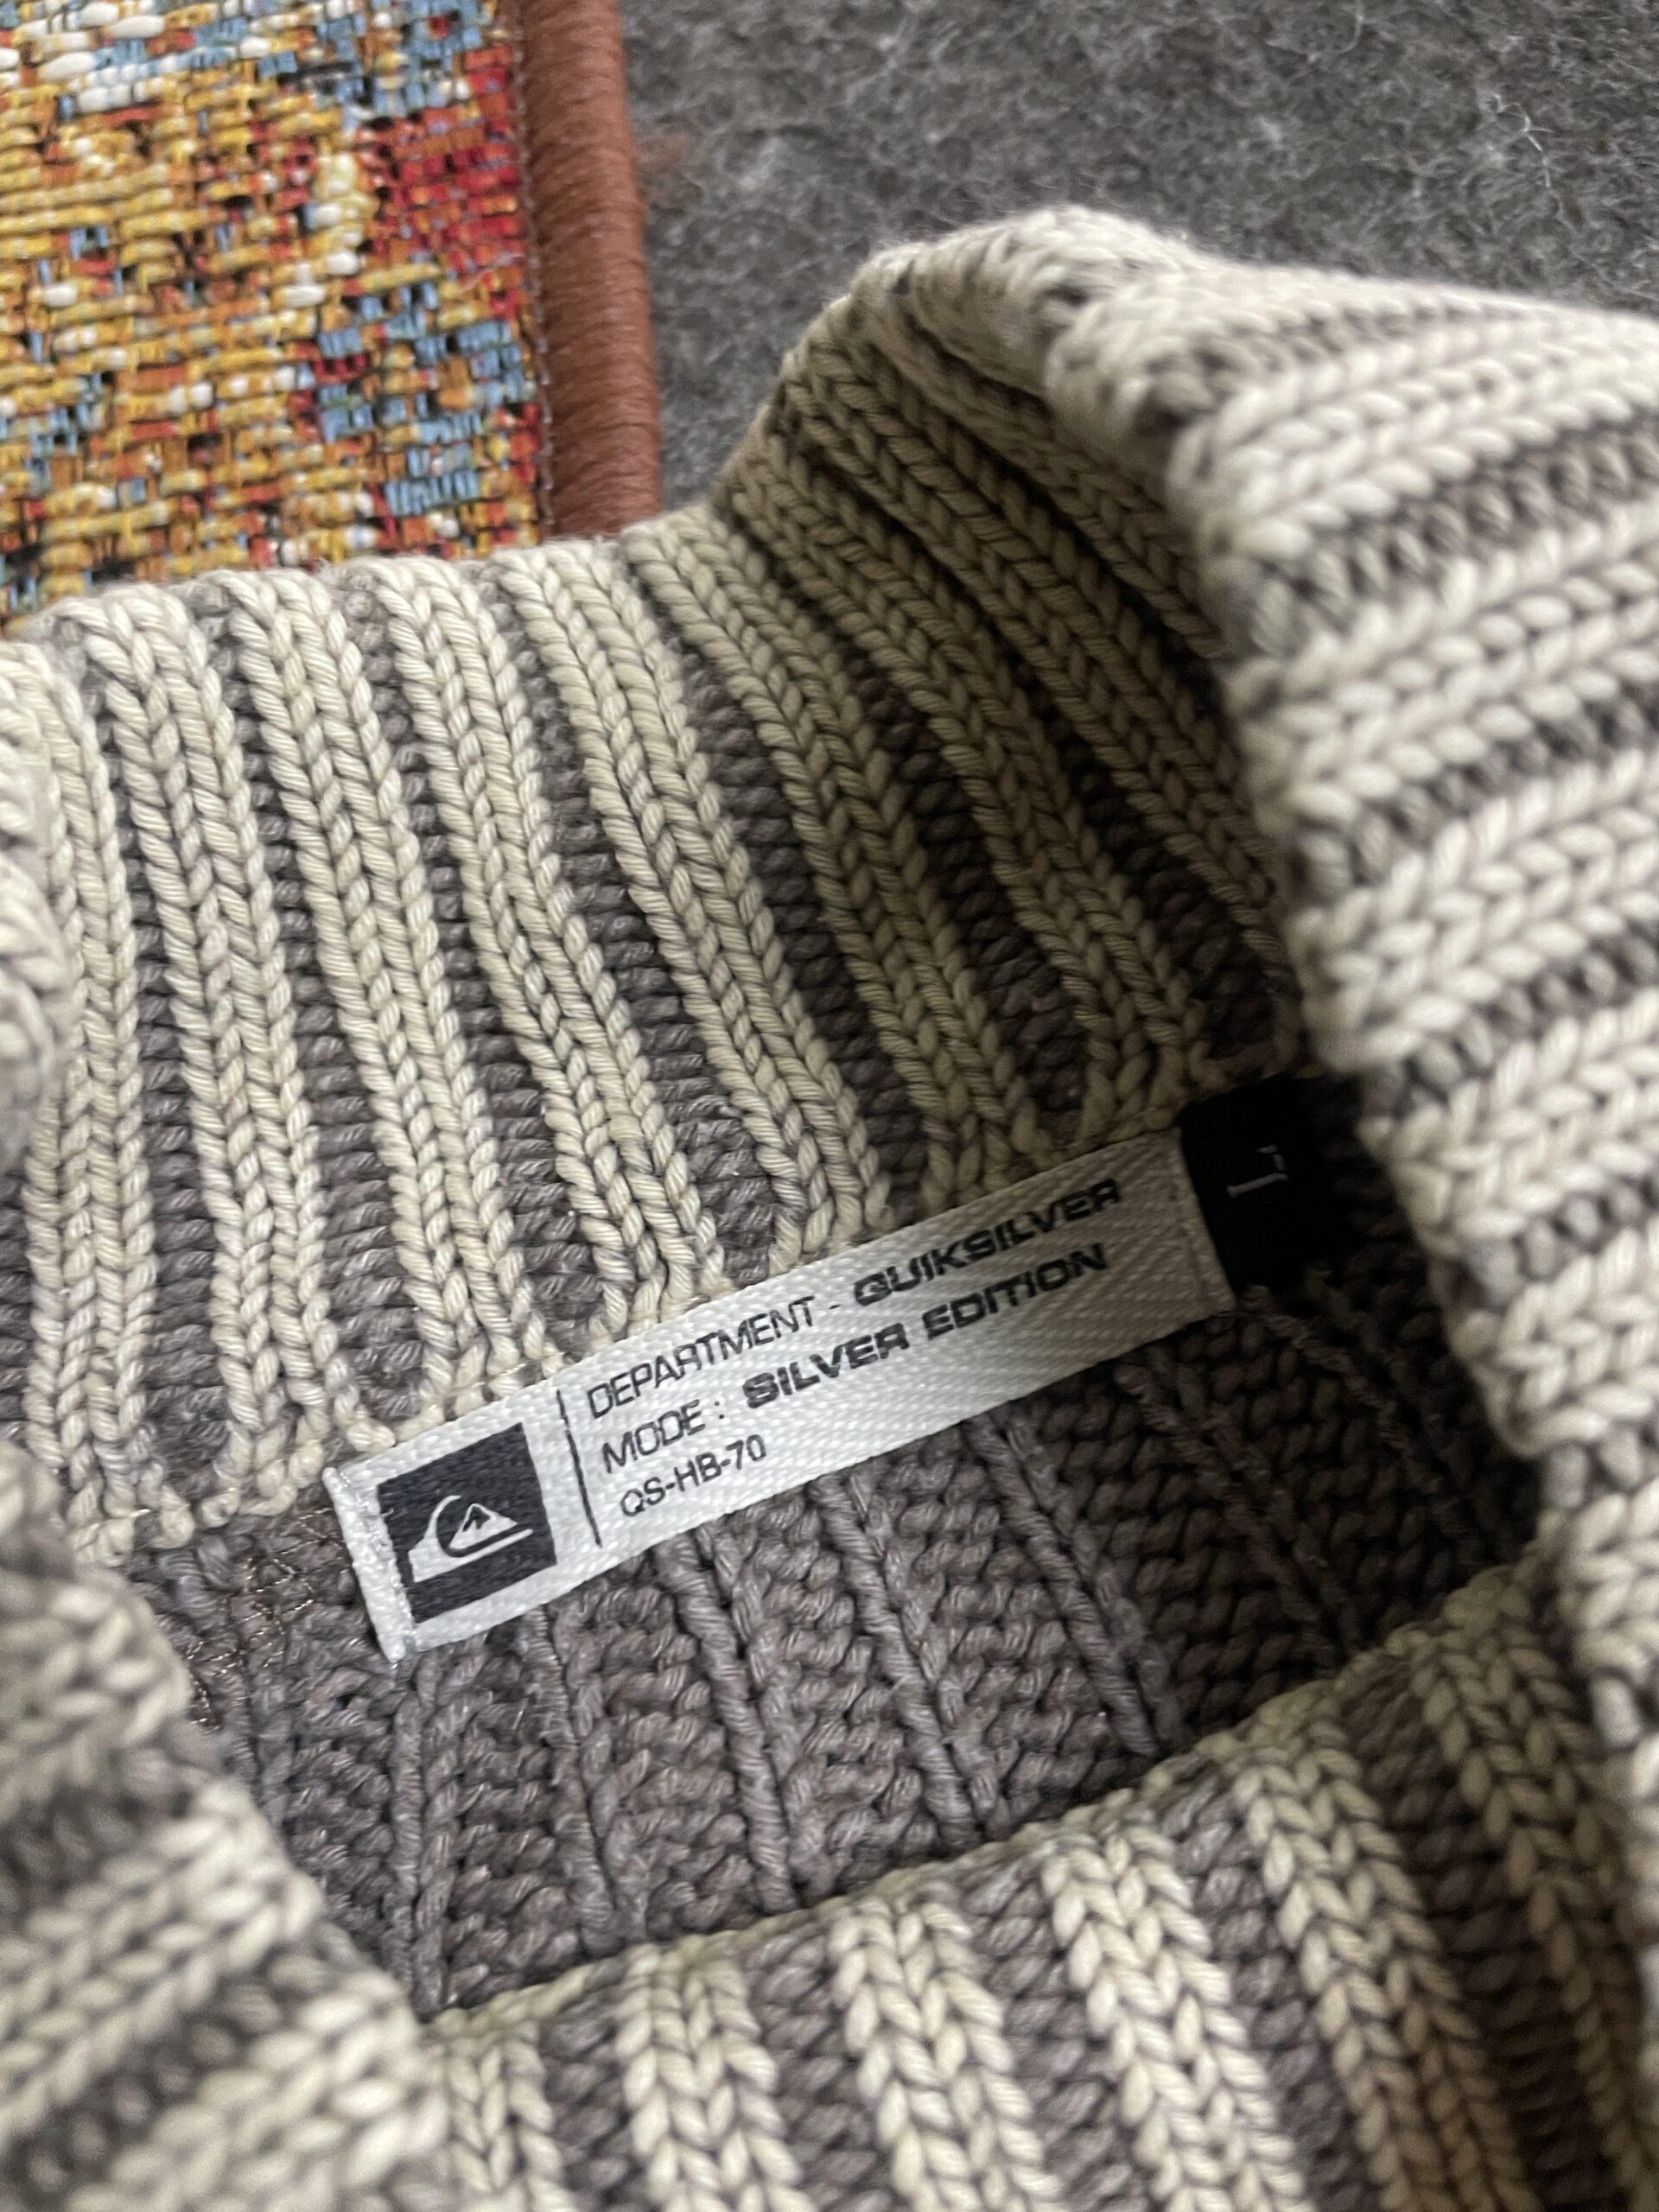 DEPARTMENT - QUIKSILVER
MODE : SILVER EDITION
QS-HB-70
L